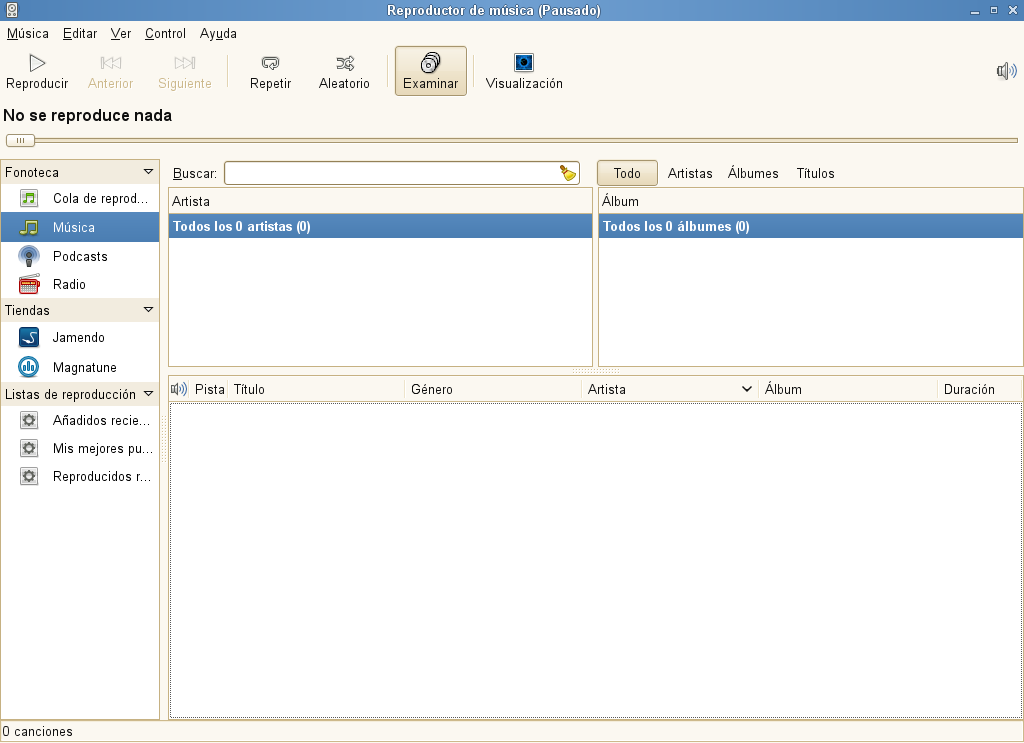 Reproductor de música (Pausado)
Música Editar Ver Control Ayuda
Reproducir Anterior Siguiente Repetir Aleatorio Examinar Visualización
No se reproduce nada
Fonoteca
Cola de reprod...
Música
Podcasts
Radio
Tiendas
Jamendo
Magnatune
Listas de reproducción
Añadidos recie...
Mis mejores pu...
Reproducidos r...
Buscar: Todo Artistas Álbumes Títulos
Artista Álbum
Todos los 0 artistas (0) Todos los 0 álbumes (0)
Pista Título Género Artista Álbum Duración
0 canciones